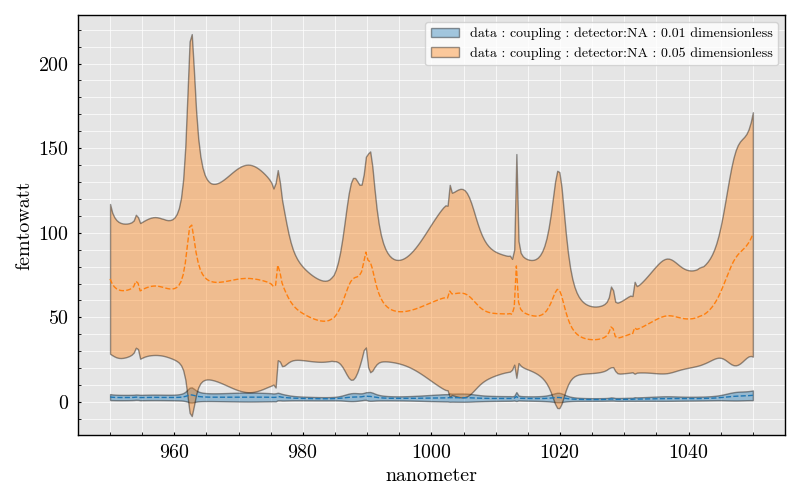 data : coupling : detector:NA : 0.01 dimensionless
data : coupling : detector:NA : 0.05 dimensionless
200
150
100
50
0
femtowatt
960 980 1000 1020 1040
nanometer